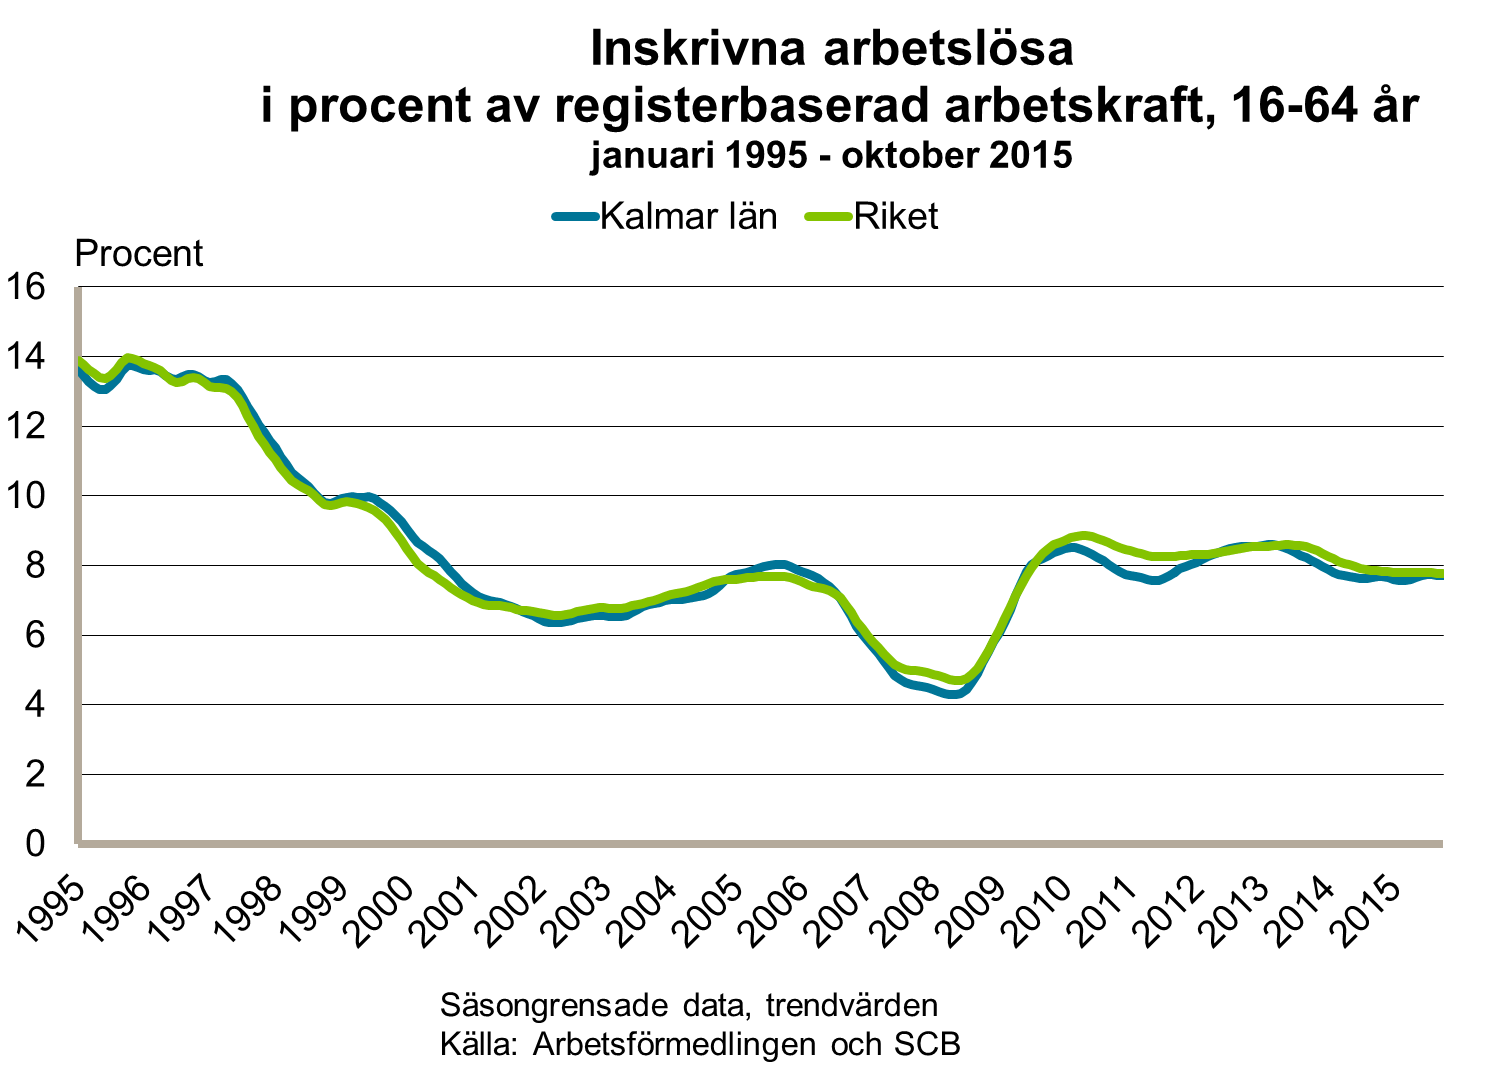 Inskrivna arbetslösa
i procent av registerbaserad arbetskraft, 16-64 år
januari 1995 - oktober 2015
Kalmar län Riket
Procent
16
14
12
10
8
6
4
2
0
1995 1996 1997 1998 1999 2000 2001 2002 2003 2004 2005 2006 2007 2008 2009 2010 2011 2012 2013 2014 2015
Säsongrensade data, trendvärden
Källa: Arbetsförmedlingen och SCB